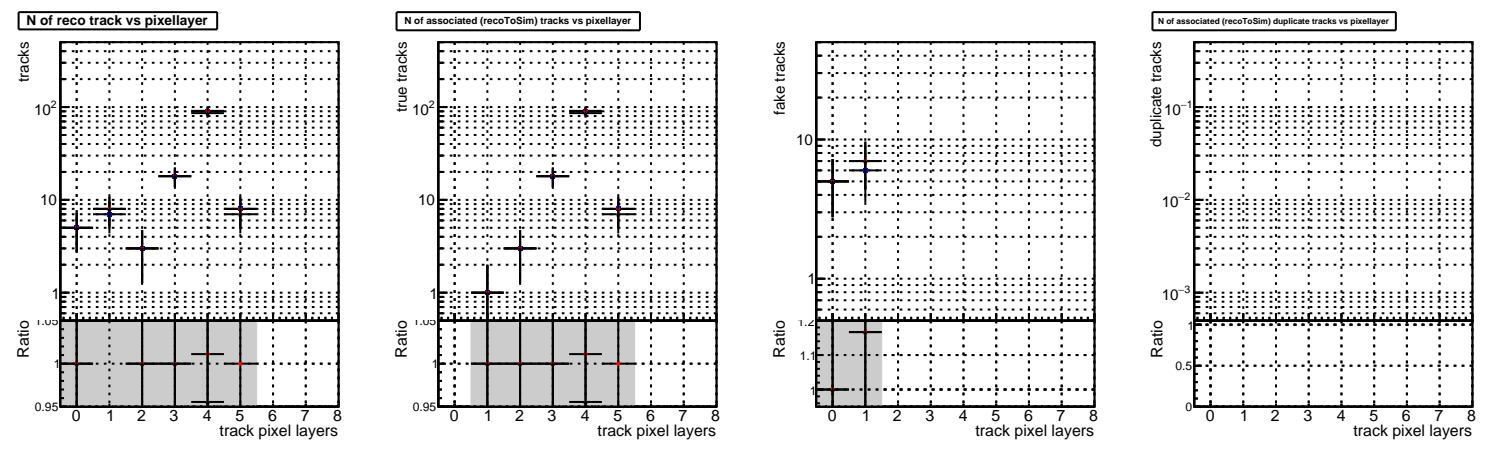 N of reco track vs pixellayer
tracks
10²
10
1
Ratio
1.05
1
0.95
0 1 2 3 4 5 6 7 8
track pixel layers
N of associated (recoToSim) tracks vs pixellayer
true tracks
10²
10
1
Ratio
1.05
1
0.95
0 1 2 3 4 5 6 7 8
track pixel layers
fake tracks
10
1
Ratio
1.2
1.1
1
0 1 2 3 4 5 6 7 8
track pixel layers
N of associated (recoToSim) duplicate tracks vs pixellayer
duplicate tracks
10⁻¹
10⁻²
10⁻³
Ratio
1
0.5
0
0 1 2 3 4 5 6 7 8
track pixel layers